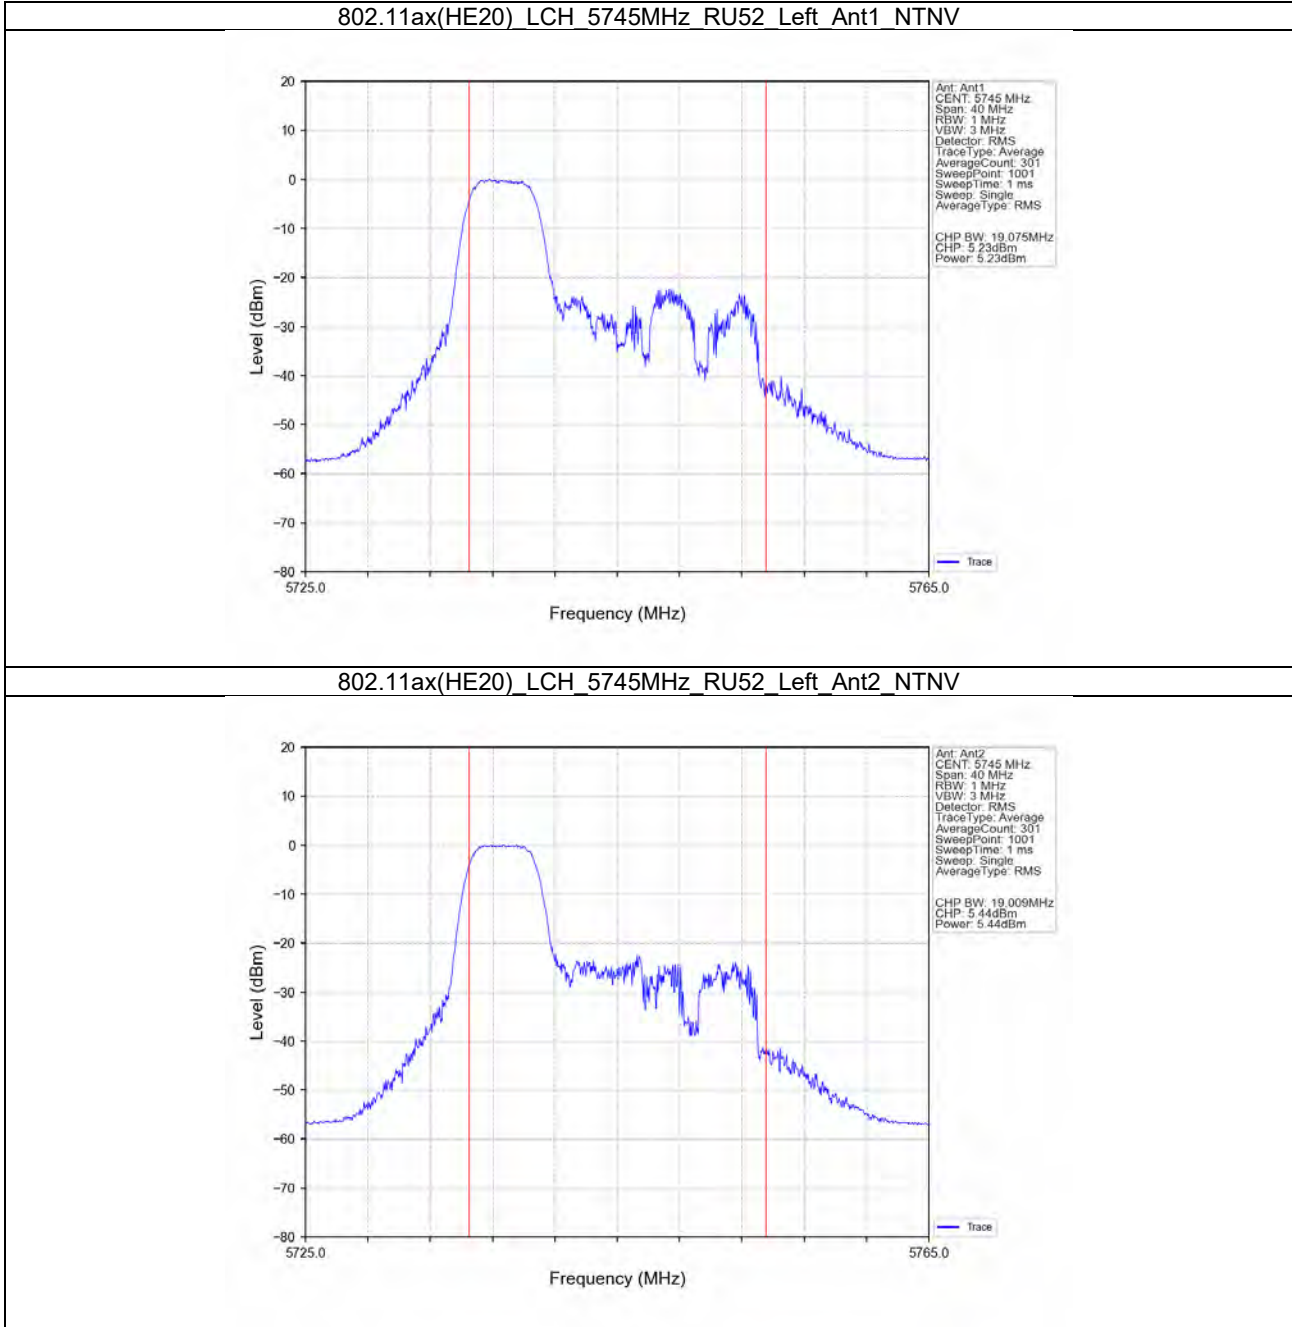 802.11ax(HE20)_LCH_5745MHz_RU52_Left_Ant1_NTNV
20
10
0
−10
−20
−30
−40
−50
−60
−70
−80
Level (dBm)
5725.0
5765.0
Frequency (MHz)
Ant: Ant1
CENT: 5745 MHz
Span: 40 MHz
RBW: 1 MHz
VBW: 3 MHz
Detector: RMS
TraceType: Average
AverageCount: 301
SweepPoint: 1001
SweepTime: 1 ms
Sweep: Single
AverageType: RMS
CHP BW: 19.075MHz
CHP: 5.23dBm
Power: 5.23dBm
Trace
802.11ax(HE20)_LCH_5745MHz_RU52_Left_Ant2_NTNV
20
10
0
−10
−20
−30
−40
−50
−60
−70
−80
Level (dBm)
5725.0
5765.0
Frequency (MHz)
Ant: Ant2
CENT: 5745 MHz
Span: 40 MHz
RBW: 1 MHz
VBW: 3 MHz
Detector: RMS
TraceType: Average
AverageCount: 301
SweepPoint: 1001
SweepTime: 1 ms
Sweep: Single
AverageType: RMS
CHP BW: 19.009MHz
CHP: 5.44dBm
Power: 5.44dBm
Trace